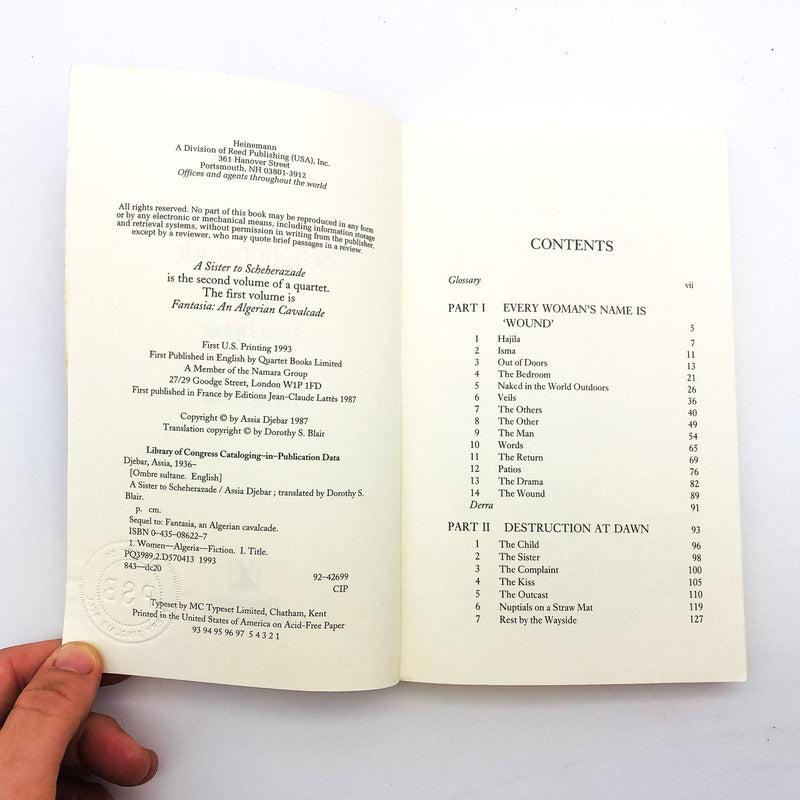 Heinemann
A Division of Reed Publishing (USA), Inc.
361 Hanover Street
Portsmouth, NH 03801-3912
Offices and agents throughout the world
All rights reserved. No part of this book may be reproduced in any form
or by any electronic or mechanical means, including information storage
and retrieval systems, without permission in writing from the publisher,
except by a reviewer, who may quote brief passages in a review.
A Sister to Scheherazade
is the second volume of a quartet.
The first volume is
Fantasia: An Algerian Cavalcade
First U.S. Printing 1993
First Published in English by Quartet Books Limited
A Member of the Namara Group
27/29 Goodge Street, London W1P 1FD
First published in France by Editions Jean-Claude Lattès 1987
Copyright © by Assia Djebar 1987
Translation copyright © by Dorothy S. Blair
Library of Congress Cataloging—in—Publication Data
Djebar, Assia, 1936–
[Ombre sultane. English]
A Sister to Scheherazade / Assia Djebar ; translated by Dorothy S.
Blair.
p. cm.
Sequel to: Fantasia, an Algerian cavalcade.
ISBN 0–435–08622–7
1. Women—Algeria—Fiction. I. Title.
PQ3989.2.D570413 1993
843—dc20
92-42699
CIP
Typeset by MC Typeset Limited, Chatham, Kent
Printed in the United States of America on Acid-Free Paper
93 94 95 96 97 5 4 3 2 1
CONTENTS
Glossary vii
PART I EVERY WOMAN'S NAME IS
‘WOUND’ 5
1 Hajila 7
2 Isma 11
3 Out of Doors 13
4 The Bedroom 21
5 Naked in the World Outdoors 26
6 Veils 36
7 The Others 40
8 The Other 49
9 The Man 54
10 Words 65
11 The Return 69
12 Patios 76
13 The Drama 82
14 The Wound 89
Derra 91
PART II DESTRUCTION AT DAWN 93
1 The Child 96
2 The Sister 98
3 The Complaint 100
4 The Kiss 105
5 The Outcast 110
6 Nuptials on a Straw Mat 119
7 Rest by the Wayside 127